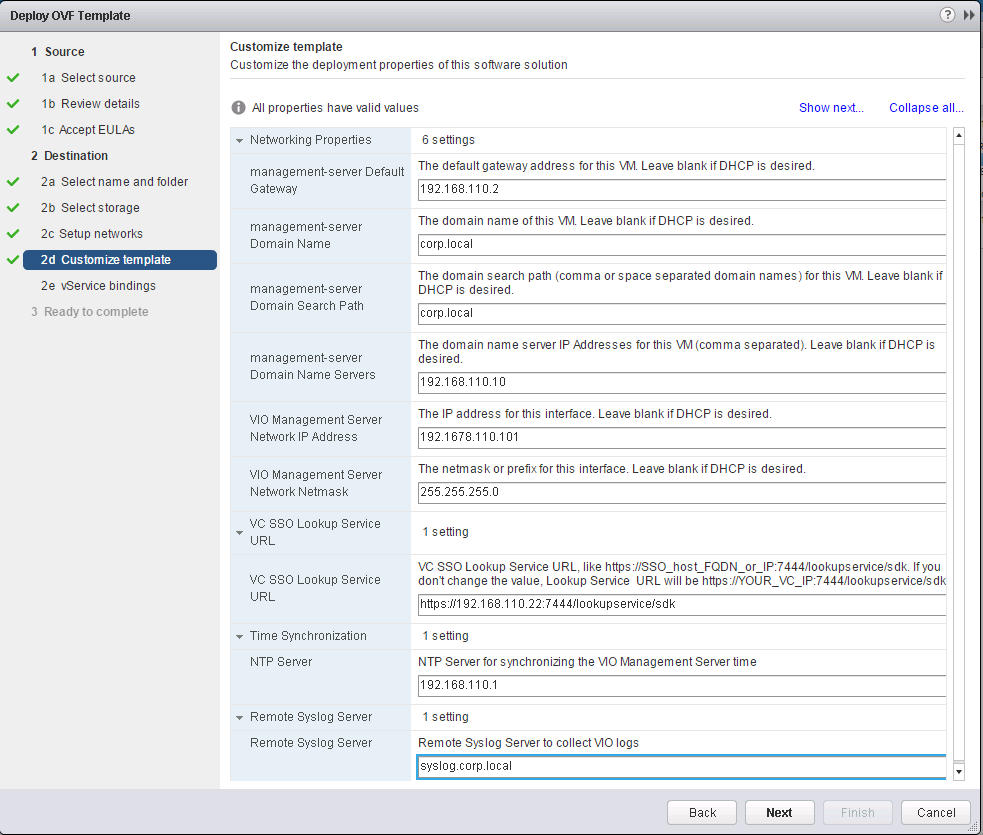 Deploy OVF Template
1 Source
1a Select source
1b Review details
1c Accept EULAs
2 Destination
2a Select name and folder
2b Select storage
2c Setup networks
2d Customize template
2e vService bindings
3 Ready to complete
Customize template
Customize the deployment properties of this software solution
All properties have valid values
Show next...
Collapse all...
Networking Properties
6 settings
management-server Default
Gateway
The default gateway address for this VM. Leave blank if DHCP is desired.
192.168.110.2
management-server
Domain Name
The domain name of this VM. Leave blank if DHCP is desired.
corp.local
management-server
Domain Search Path
The domain search path (comma or space separated domain names) for this VM. Leave blank if
DHCP is desired.
corp.local
management-server
Domain Name Servers
The domain name server IP Addresses for this VM (comma separated). Leave blank if DHCP is
desired.
192.168.110.10
VIO Management Server
Network IP Address
The IP address for this interface. Leave blank if DHCP is desired.
192.1678.110.101
VIO Management Server
Network Netmask
The netmask or prefix for this interface. Leave blank if DHCP is desired.
255.255.255.0
VC SSO Lookup Service
URL
1 setting
VC SSO Lookup Service
URL
VC SSO Lookup Service URL, like https://SSO_host_FQDN_or_IP:7444/lookupservice/sdk. If you
don't change the value, Lookup Service URL will be https://YOUR_VC_IP:7444/lookupservice/sdk
https://192.168.110.22:7444/lookupservice/sdk
Time Synchronization
1 setting
NTP Server
NTP Server for synchronizing the VIO Management Server time
192.168.110.1
Remote Syslog Server
1 setting
Remote Syslog Server
Remote Syslog Server to collect VIO logs
syslog.corp.local
Back
Next
Finish
Cancel